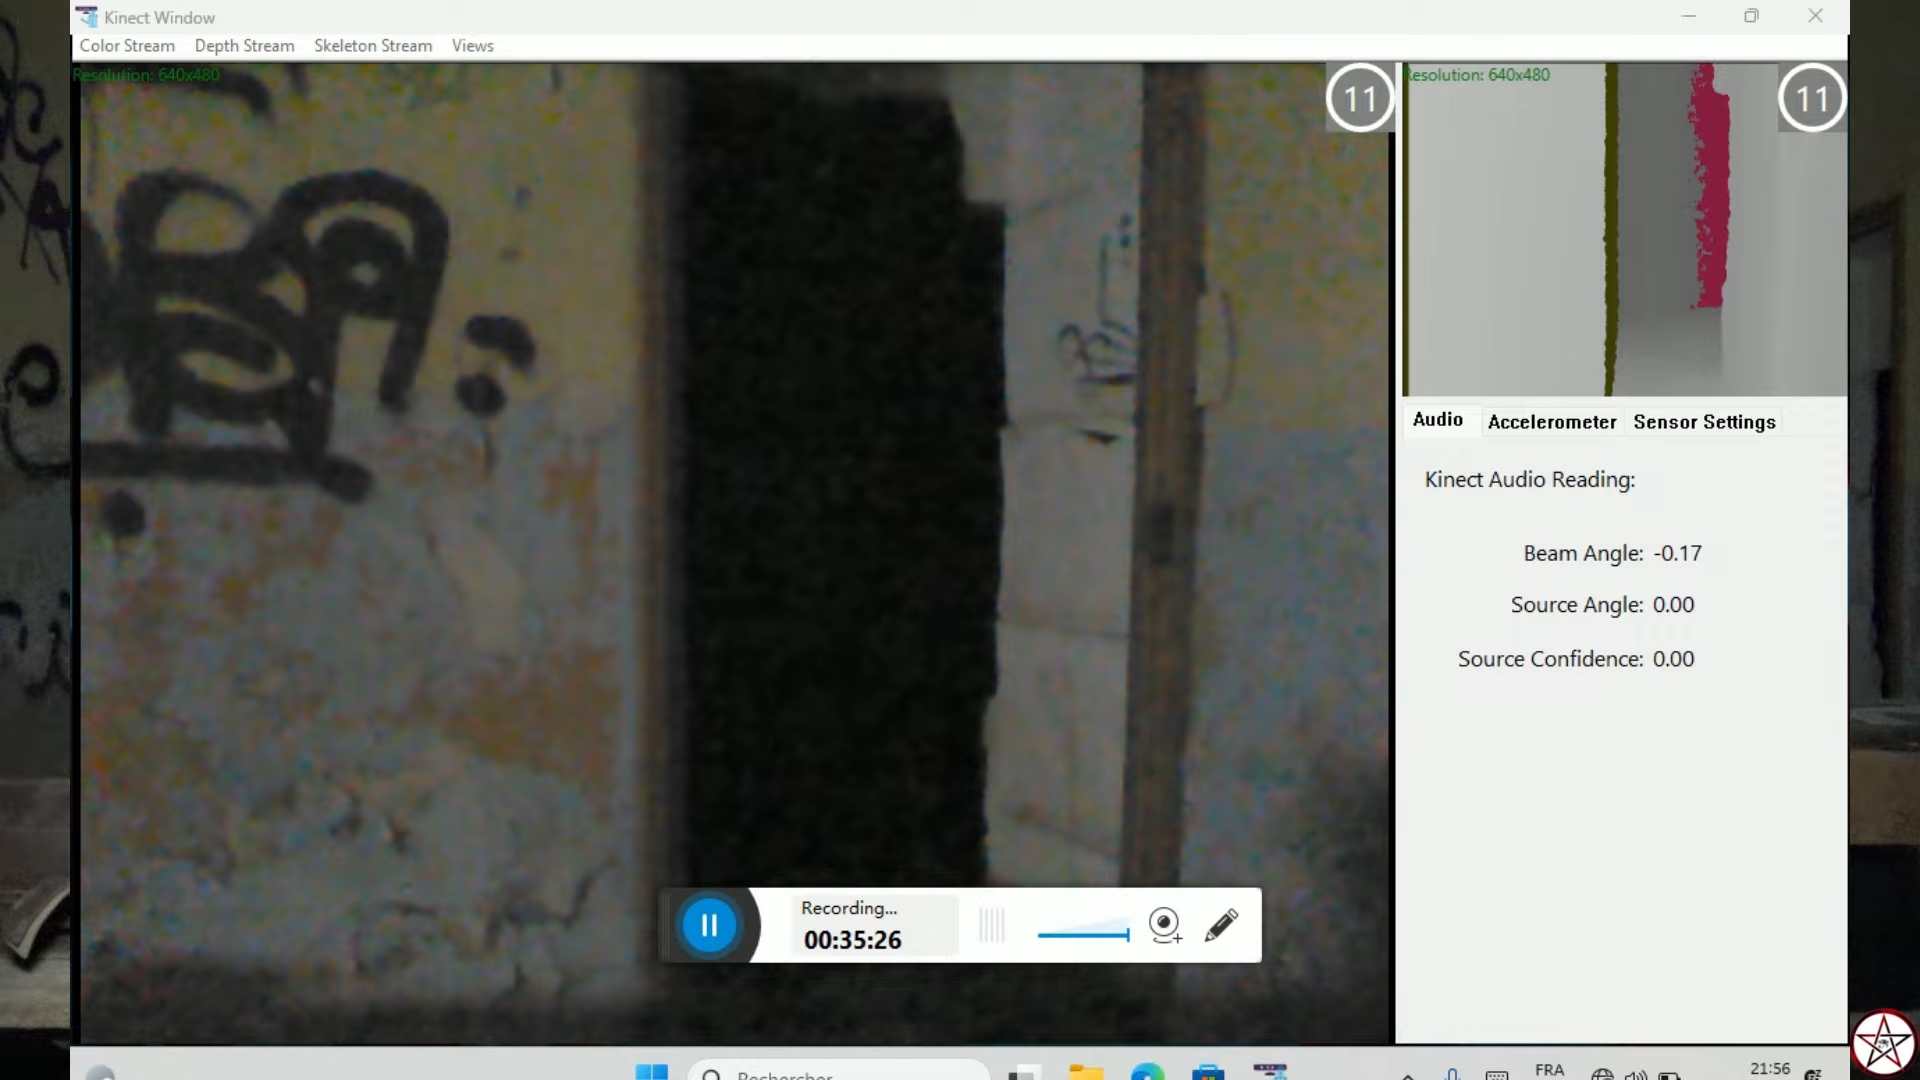 Kinect Window
Color Stream Depth Stream Skeleton Stream Views
Resolution: 640x480
11
Resolution: 640x480
11
Audio Accelerometer Sensor Settings
Kinect Audio Reading:
Beam Angle: -0.17
Source Angle: 0.00
Source Confidence: 0.00
Recording...
00:35:26
Rechercher
FRA
21:56